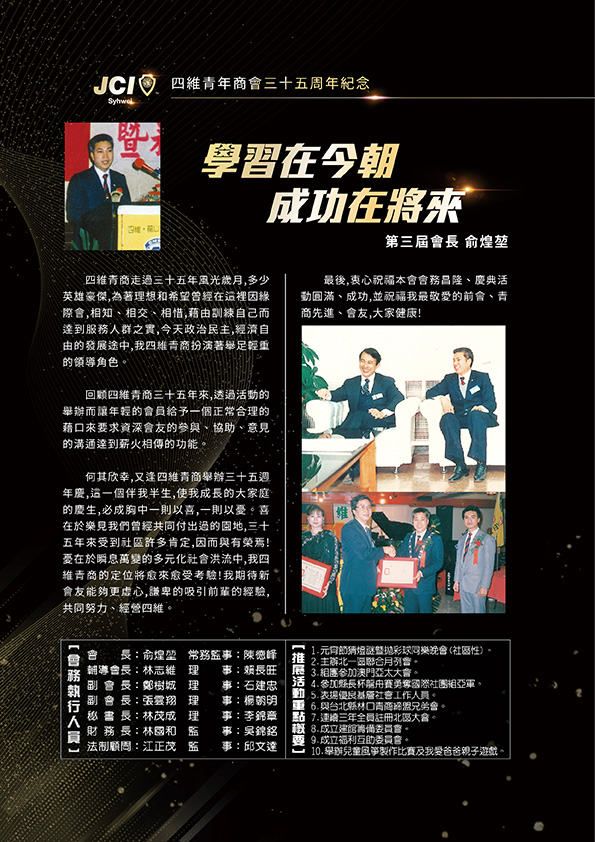 JCI
Syhwei
四維青年商會三十五周年紀念
學習在今朝
成功在將來
第三屆會長 俞煌堃
四維青商走過三十五年風光歲月,多少
英雄豪傑,為著理想和希望曾經在這裡因緣
際會,相知、相交、相惜,藉由訓練自己而
達到服務人群之實,今天政治民主,經濟自
由的發展途中,我四維青商扮演著舉足輕重
的領導角色。
回顧四維青商三十五年來,透過活動的
舉辦而讓年輕的會員給予一個正常合理的
藉口來要求資深會友的參與、協助、意見
的溝通達到薪火相傳的功能。
何其欣幸,又逢四維青商舉辦三十五週
年慶,這一個伴我半生,使我成長的大家庭
的慶生,必成胸中一則以喜,一則以憂。喜
在於樂見我們曾經共同付出過的園地,三十
五年來受到社區許多肯定,因而與有榮焉!
憂在於瞬息萬變的多元化社會洪流中,我四
維青商的定位將愈來愈受考驗!我期待新
會友能夠更虛心,謙卑的吸引前輩的經驗,
共同努力、經營四維。
最後,衷心祝福本會會務昌隆、慶典活
動圓滿、成功,並祝福我最敬愛的前會、青
商先進、會友,大家健康!
【會務執行人員】
會長:俞煌堃 常務監事:陳德峰
輔導會長:林志維 理事:賴長旺
副會長:鄭樹城 理事:石建忠
副會長:張雲翔 理事:楊朝明
秘書長:林茂成 理事:李錦章
財務長:林國和 監事:吳錦銘
法制顧問:江正茂 監事:邱文達
【推展活動重點概要】
1.元宵節猜燈謎暨拋彩球同樂晚會(社區性)。
2.主辦北一區聯合月例會。
3.組團參加澳門亞太大會。
4.參加縣長杯龍舟賽勇奪國際社團組亞軍。
5.表揚優良基層社會工作人員。
6.與台北縣林口青商締盟兄弟會。
7.連續三年全員註冊北區大會。
8.成立建館籌備委員會。
9.成立福利互助委員會。
10.舉辦兒童風箏製作比賽及我愛爸爸親子遊戲。